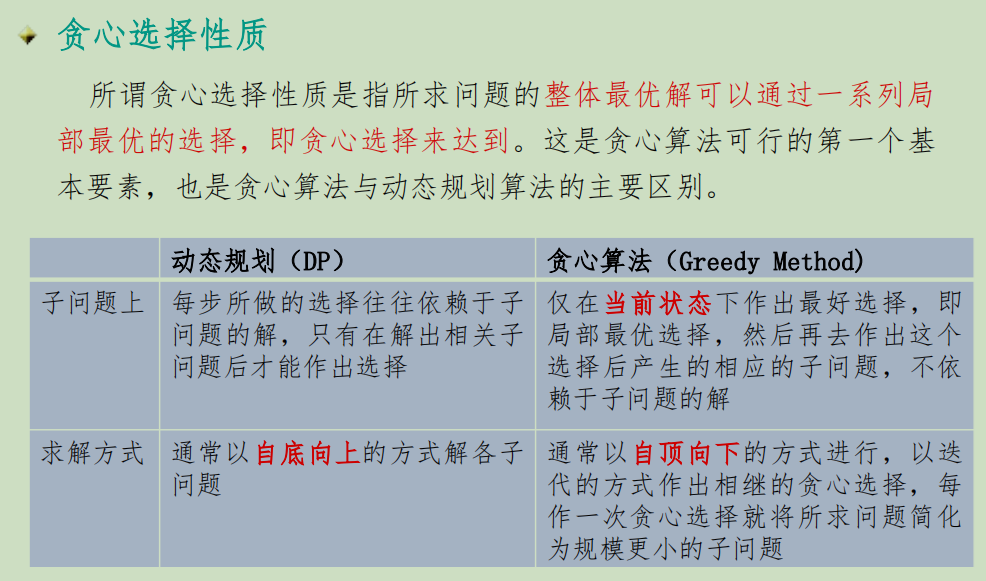 贪心选择性质
所谓贪心选择性质是指所求问题的整体最优解可以通过一系列局
部最优的选择，即贪心选择来达到。这是贪心算法可行的第一个基
本要素，也是贪心算法与动态规划算法的主要区别。
动态规划（DP）
贪心算法（Greedy Method)
子问题上
每步所做的选择往往依赖于子
问题的解，只有在解出相关子
问题后才能作出选择
仅在当前状态下作出最好选择，即
局部最优选择，然后再去作出这个
选择后产生的相应的子问题，不依
赖于子问题的解
求解方式
通常以自底向上的方式解各子
问题
通常以自顶向下的方式进行，以迭
代的方式作出相继的贪心选择，每
作一次贪心选择就将所求问题简化
为规模更小的子问题